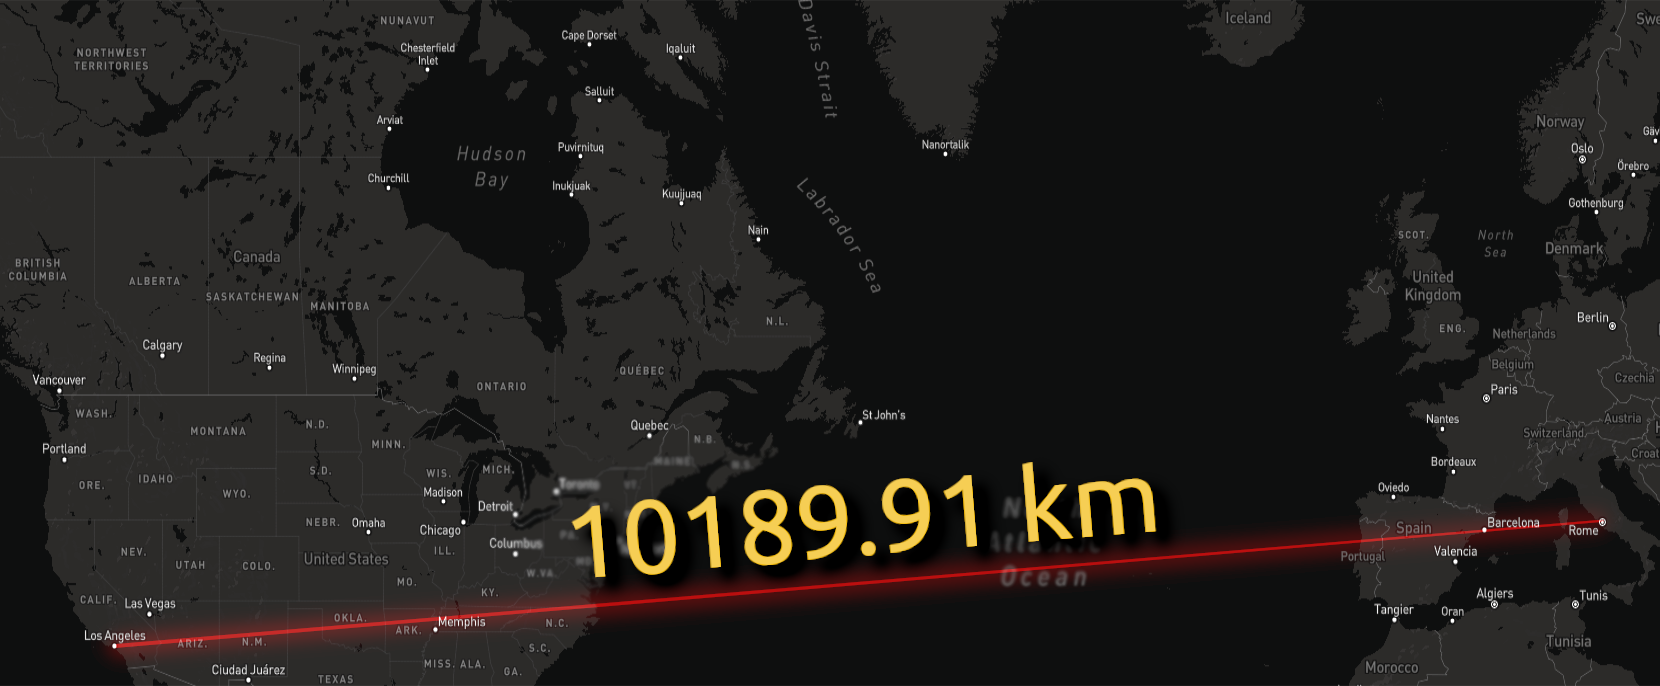 NUNAVUT
Iceland
Swe
Cape Dorset
Davis Strait
NORTHWEST
TERRITORIES
Chesterfield
Inlet
Iqaluit
Salluit
Arviat
Norway
Gäv
Hudson
Bay
Puvirnituq
Nanortalik
Oslo
Örebro
Churchill
Inukjuak
Kuujjuaq
Labrador Sea
Gothenburg
Nain
SCOT.
North
Sea
Denmark
BRITISH
COLUMBIA
Canada
ALBERTA
SASKATCHEWAN
MANITOBA
United
Kingdom
N.L.
ENG.
Netherlands
Berlin
Calgary
Regina
Winnipeg
QUÉBEC
Belgium
Vancouver
ONTARIO
Paris
Czechia
WASH.
MONTANA
N.D.
MINN.
Quebec
N.B.
St John's
Nantes
Switzerland
Austria
Portland
MAINE
Croat
ORE.
IDAHO
WYO.
S.D.
WIS.
MICH.
Toronto
VT.
Bordeaux
Madison
Detroit
Oviedo
10189.91 km
NEBR.
Omaha
Chicago
Columbus
PA.
Spain
Barcelona
Rome
NEV.
UTAH
COLO.
United States
ILL.
W.VA.
Ocean
Portugal
Valencia
CALIF.
Las Vegas
MO.
KY.
Algiers
Tunis
Los Angeles
ARIZ.
N.M.
OKLA.
ARK.
Memphis
N.C.
Tangier
Oran
Ciudad Juárez
TEXAS
MISS.
ALA.
GA.
S.C.
Morocco
Tunisia